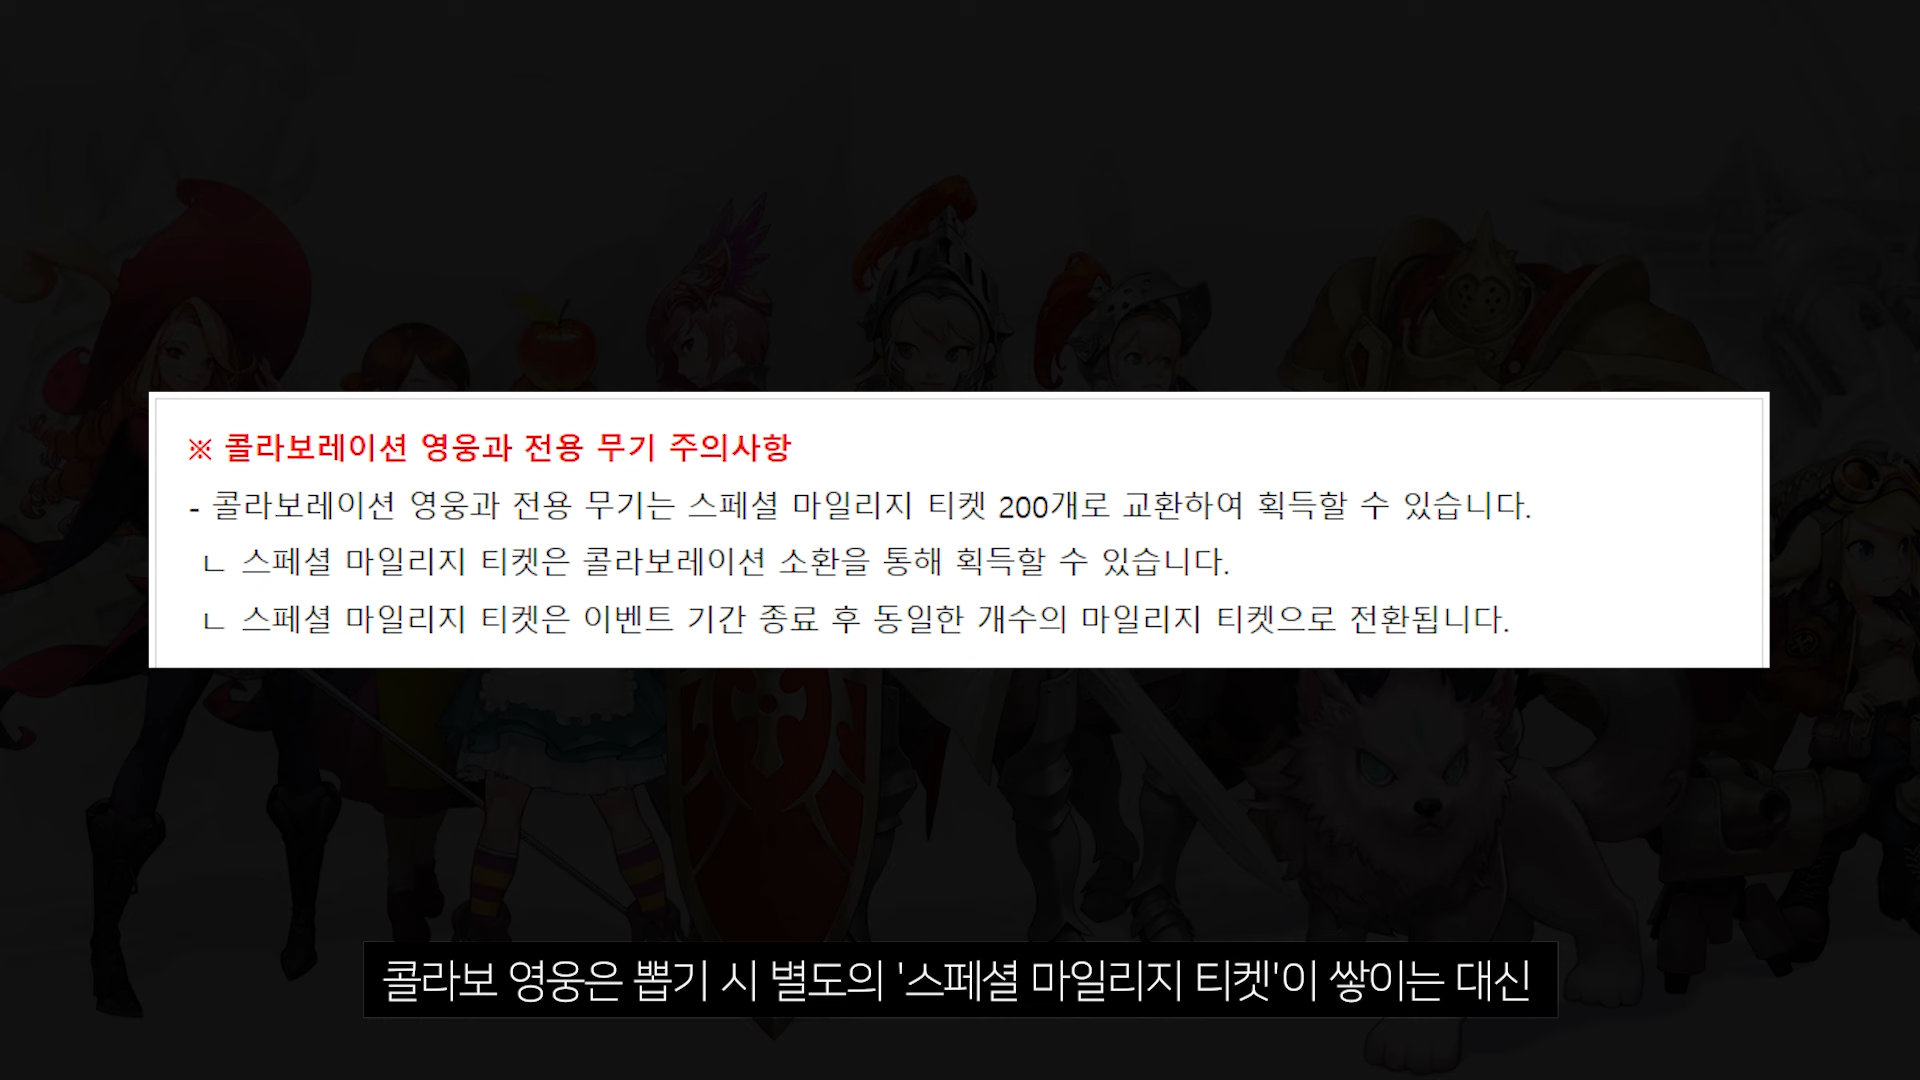 ※ 콜라보레이션 영웅과 전용 무기 주의사항
- 콜라보레이션 영웅과 전용 무기는 스페셜 마일리지 티켓 200개로 교환하여 획득할 수 있습니다.
ㄴ 스페셜 마일리지 티켓은 콜라보레이션 소환을 통해 획득할 수 있습니다.
ㄴ 스페셜 마일리지 티켓은 이벤트 기간 종료 후 동일한 개수의 마일리지 티켓으로 전환됩니다.
콜라보 영웅은 뽑기 시 별도의 '스페셜 마일리지 티켓'이 쌓이는 대신